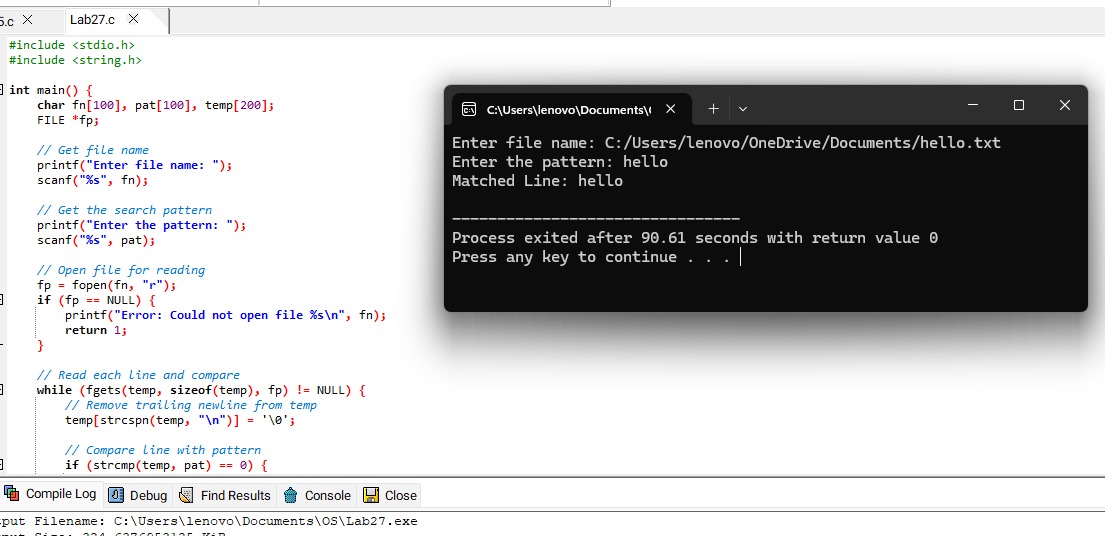 5.c
Lab27.c
#include <stdio.h>
#include <string.h>
int main() {
char fn[100], pat[100], temp[200];
FILE *fp;
// Get file name
printf("Enter file name: ");
scanf("%s", fn);
// Get the search pattern
printf("Enter the pattern: ");
scanf("%s", pat);
// Open file for reading
fp = fopen(fn, "r");
if (fp == NULL) {
printf("Error: Could not open file %s\n", fn);
return 1;
}
// Read each line and compare
while (fgets(temp, sizeof(temp), fp) != NULL) {
// Remove trailing newline from temp
temp[strcspn(temp, "\n")] = '\0';
// Compare line with pattern
if (strcmp(temp, pat) == 0) {
C:\Users\lenovo\Documents\
Enter file name: C:/Users/lenovo/OneDrive/Documents/hello.txt
Enter the pattern: hello
Matched Line: hello
--------------------------------
Process exited after 90.61 seconds with return value 0
Press any key to continue . . .
Compile Log
Debug
Find Results
Console
Close
put Filename: C:\Users\lenovo\Documents\OS\Lab27.exe